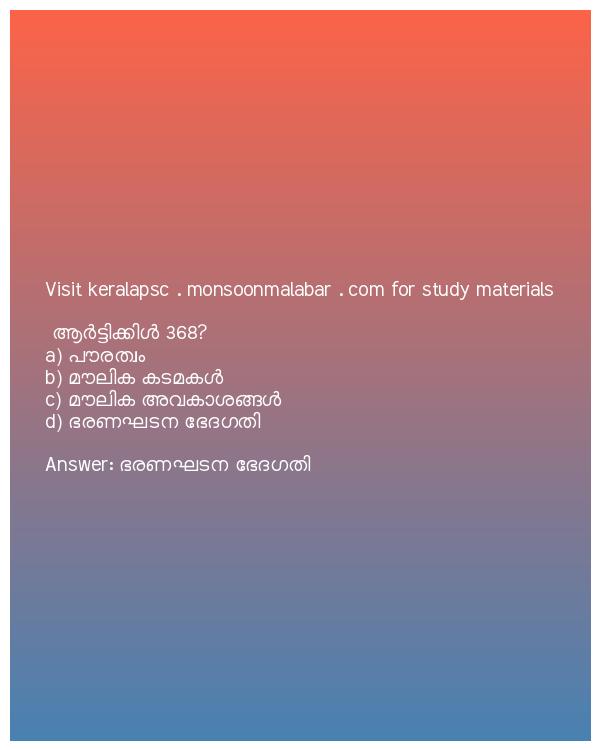 Visit keralapsc . monsoonmalabar . com for study materials
ആർട്ടിക്കിൾ 368?
a) പൗരത്വം
b) മൗലിക കടമകൾ
c) മൗലിക അവകാശങ്ങൾ
d) ഭരണഘടന ഭേദഗതി
Answer: ഭരണഘടന ഭേദഗതി